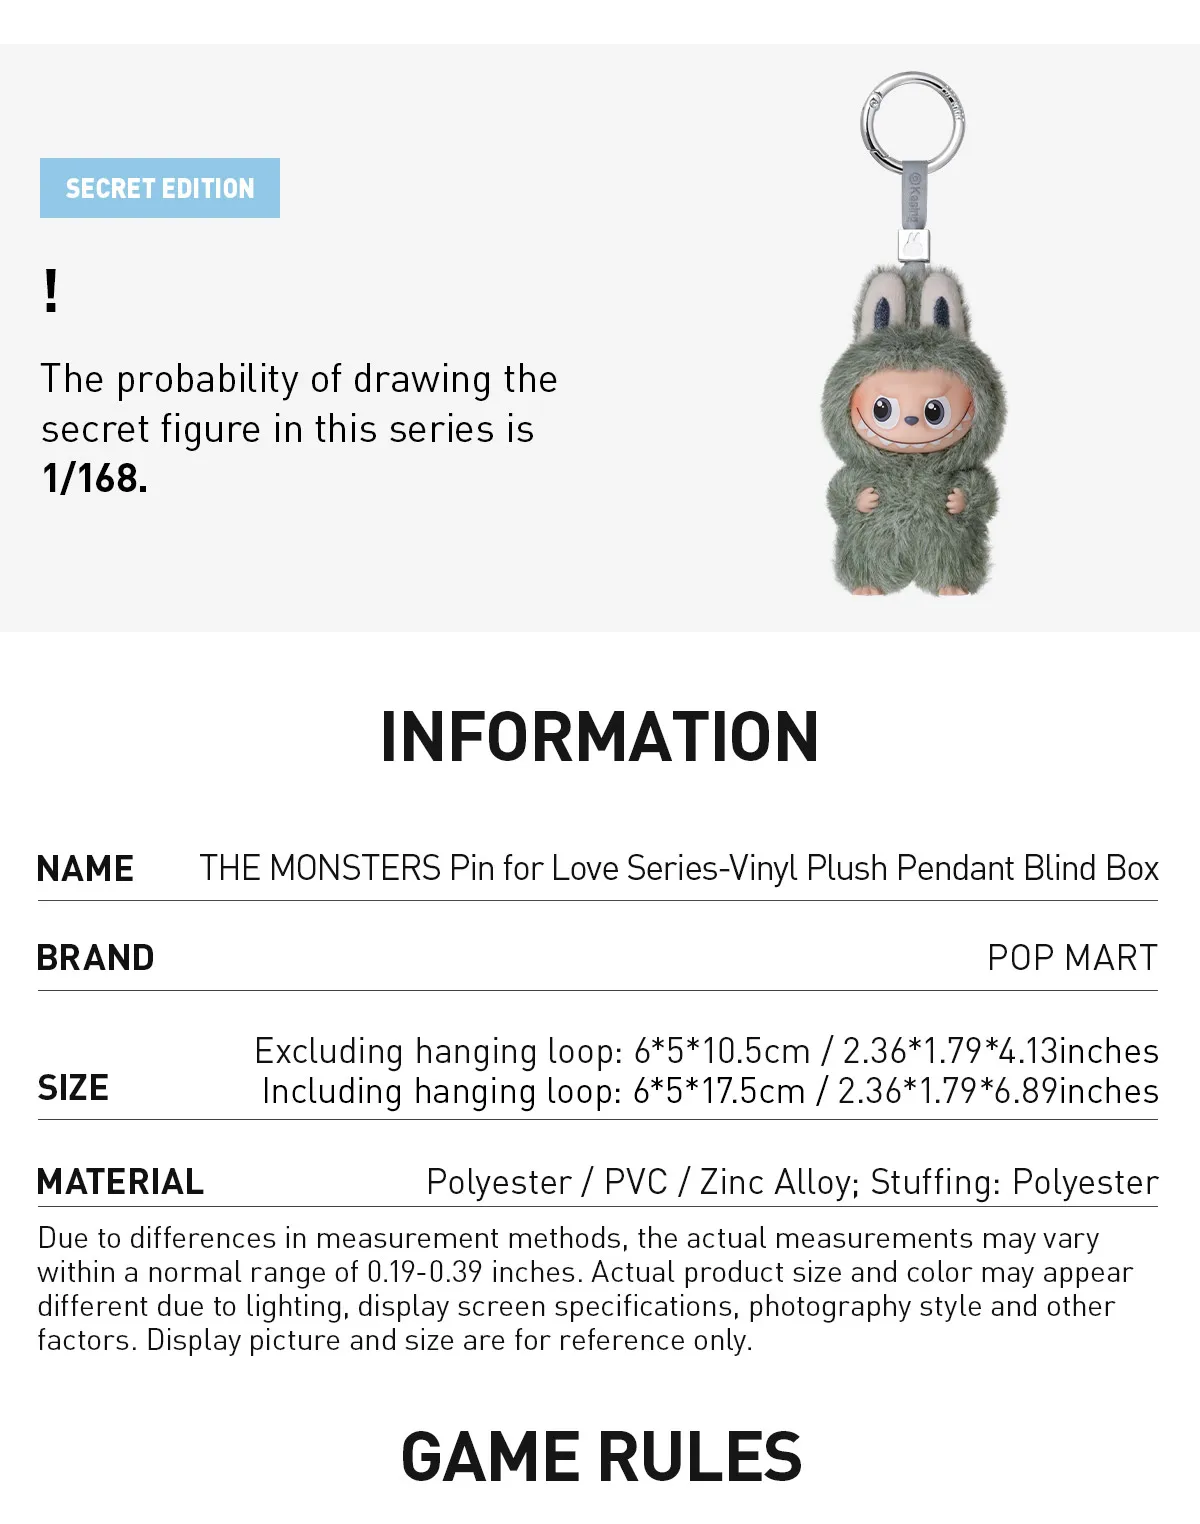 SECRET EDITION
!
The probability of drawing the
secret figure in this series is
1/168.
INFORMATION
NAME THE MONSTERS Pin for Love Series-Vinyl Plush Pendant Blind Box
BRAND POP MART
Excluding hanging loop: 6*5*10.5cm / 2.36*1.79*4.13inches
SIZE Including hanging loop: 6*5*17.5cm / 2.36*1.79*6.89inches
MATERIAL Polyester / PVC / Zinc Alloy; Stuffing: Polyester
Due to differences in measurement methods, the actual measurements may vary
within a normal range of 0.19-0.39 inches. Actual product size and color may appear
different due to lighting, display screen specifications, photography style and other
factors. Display picture and size are for reference only.
GAME RULES